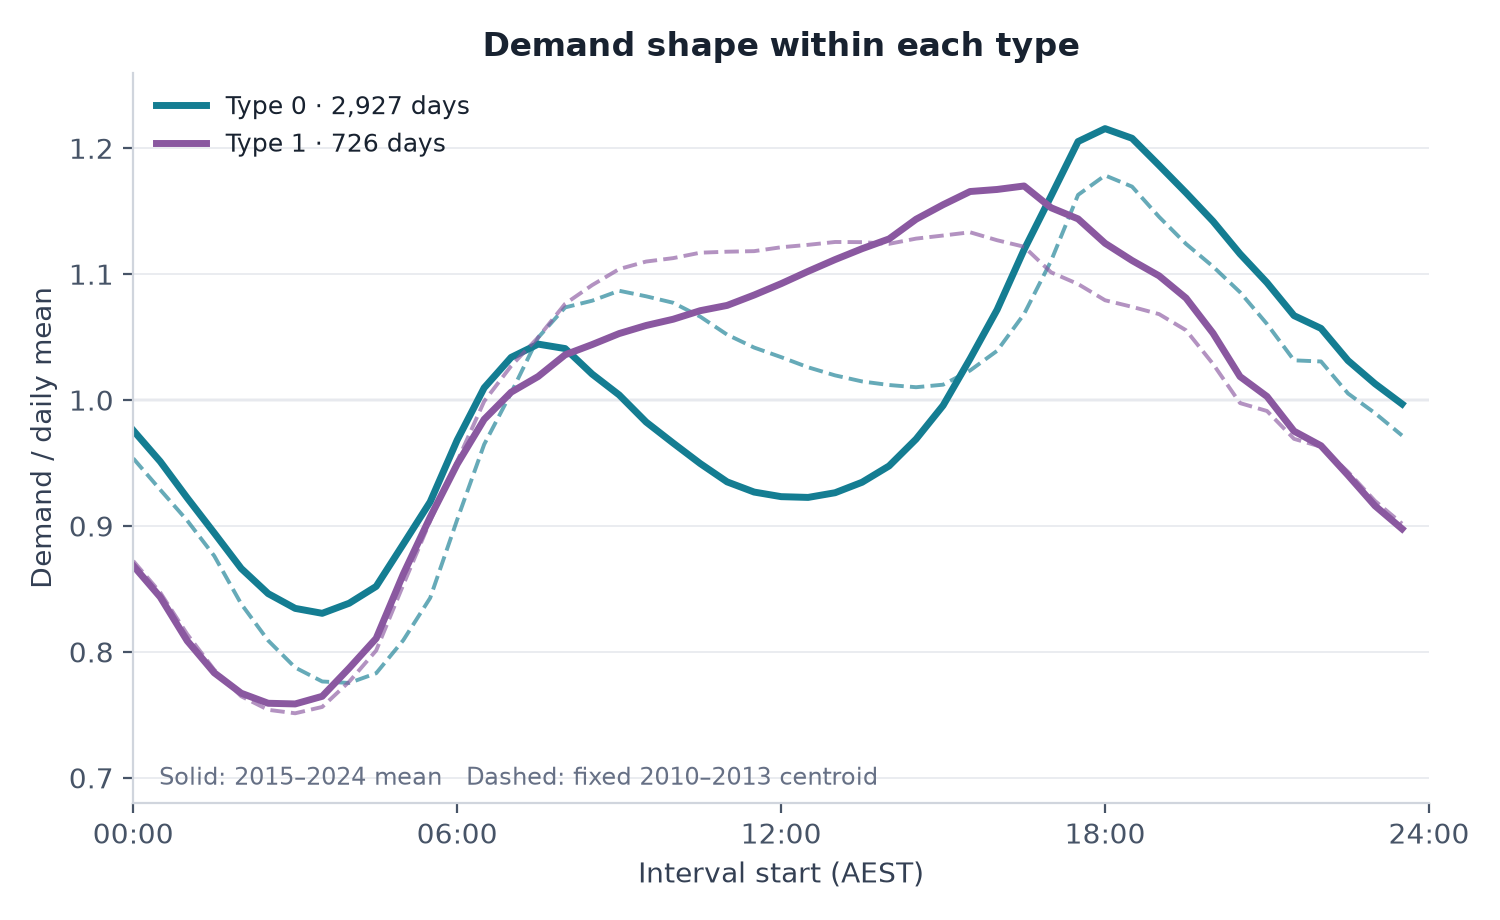 Demand shape within each type
Type 0 · 2,927 days
Type 1 · 726 days
1.2
1.1
1.0
0.9
0.8
0.7
Demand / daily mean
Solid: 2015–2024 mean Dashed: fixed 2010–2013 centroid
00:00 06:00 12:00 18:00 24:00
Interval start (AEST)